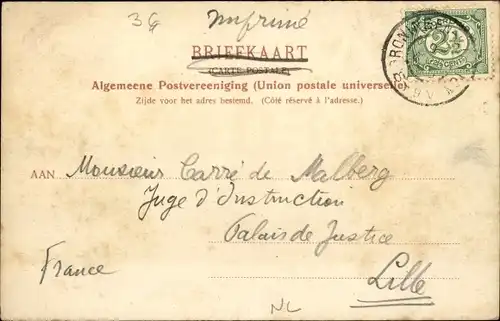 3G Imprimé
BRIEFKAART
(CARTE POSTALE)
Algemeene Postvereeniging (Union postale universelle)
Zijde voor het adres bestemd. (Côté réservé à l'adresse.)
2½
CENT
AAN Monsieur Carré de Malberg
Juge d'Instruction
Palais de Justice
France
Lille
NL